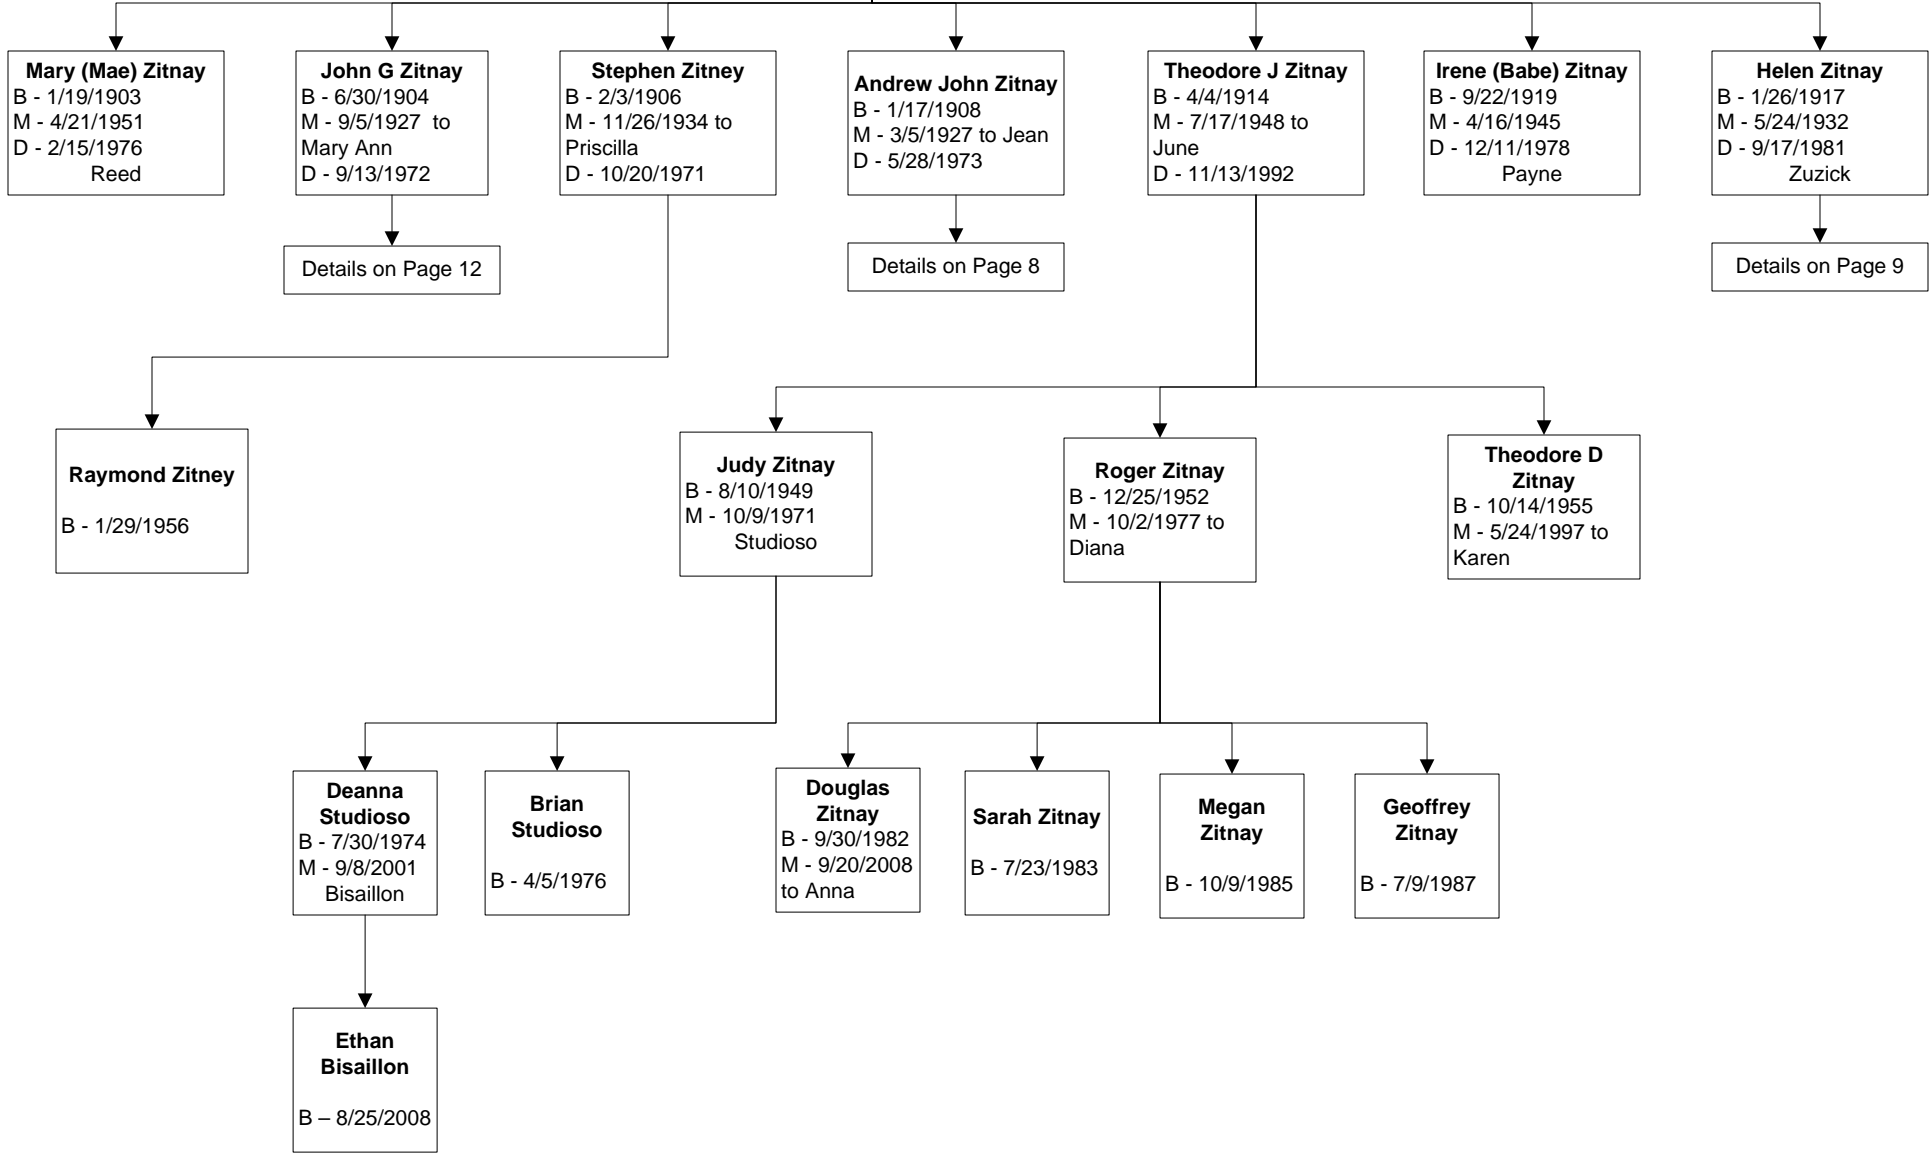 Mary (Mae) Zitnay
B - 1/19/1903
M - 4/21/1951
D - 2/15/1976
Reed
John G Zitnay
B - 6/30/1904
M - 9/5/1927 to
Mary Ann
D - 9/13/1972
Stephen Zitney
B - 2/3/1906
M - 11/26/1934 to
Priscilla
D - 10/20/1971
Andrew John Zitnay
B - 1/17/1908
M - 3/5/1927 to Jean
D - 5/28/1973
Theodore J Zitnay
B - 4/4/1914
M - 7/17/1948 to
June
D - 11/13/1992
Irene (Babe) Zitnay
B - 9/22/1919
M - 4/16/1945
D - 12/11/1978
Payne
Helen Zitnay
B - 1/26/1917
M - 5/24/1932
D - 9/17/1981
Zuzick
Details on Page 12
Details on Page 8
Details on Page 9
Raymond Zitney
B - 1/29/1956
Judy Zitnay
B - 8/10/1949
M - 10/9/1971
Studioso
Roger Zitnay
B - 12/25/1952
M - 10/2/1977 to
Diana
Theodore D
Zitnay
B - 10/14/1955
M - 5/24/1997 to
Karen
Deanna
Studioso
B - 7/30/1974
M - 9/8/2001
Bisaillon
Brian
Studioso
B - 4/5/1976
Douglas
Zitnay
B - 9/30/1982
M - 9/20/2008
to Anna
Sarah Zitnay
B - 7/23/1983
Megan
Zitnay
B - 10/9/1985
Geoffrey
Zitnay
B - 7/9/1987
Ethan
Bisaillon
B – 8/25/2008